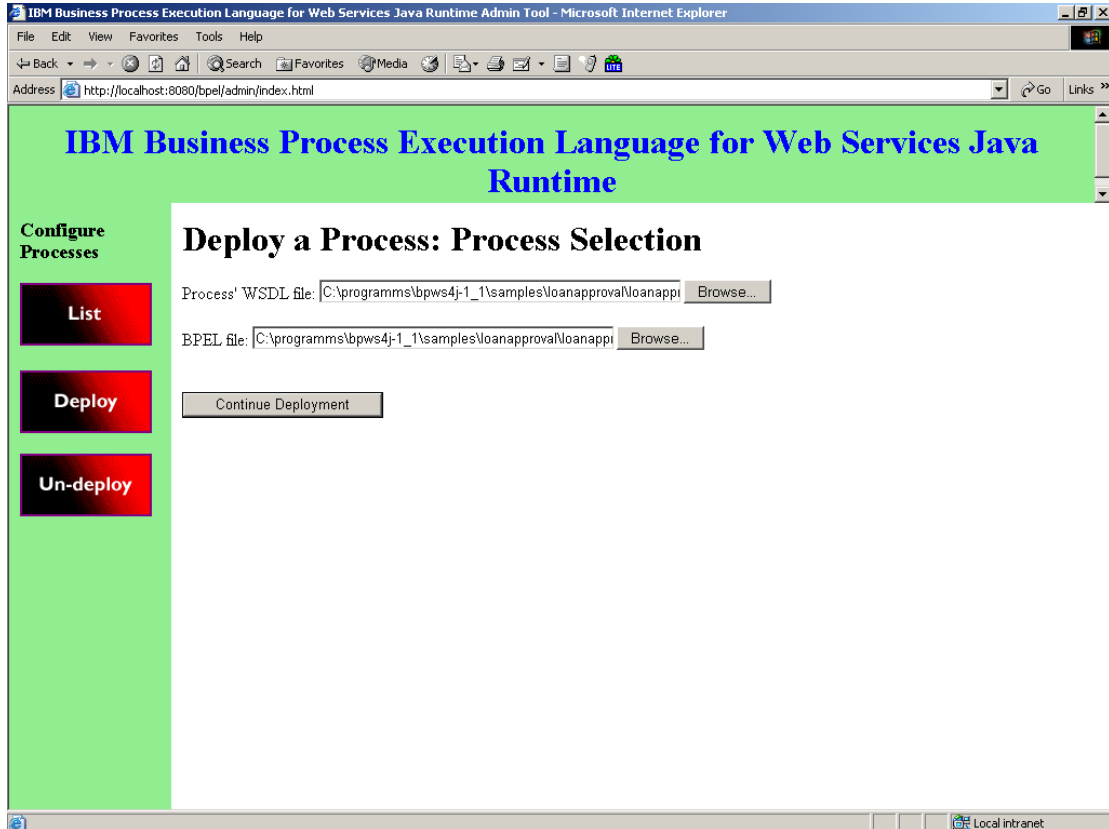 IBM Business Process Execution Language for Web Services Java Runtime Admin Tool - Microsoft Internet Explorer
File Edit View Favorites Tools Help
Back Search Favorites Media LITE
Address http://localhost:8080/bpel/admin/index.html Go Links »
IBM Business Process Execution Language for Web Services Java
Runtime
Configure
Processes
List
Deploy
Un-deploy
Deploy a Process: Process Selection
Process' WSDL file: C:\programms\bpws4j-1_1\samples\loanapproval\loanappr Browse...
BPEL file: C:\programms\bpws4j-1_1\samples\loanapproval\loanappr Browse...
Continue Deployment
Local intranet